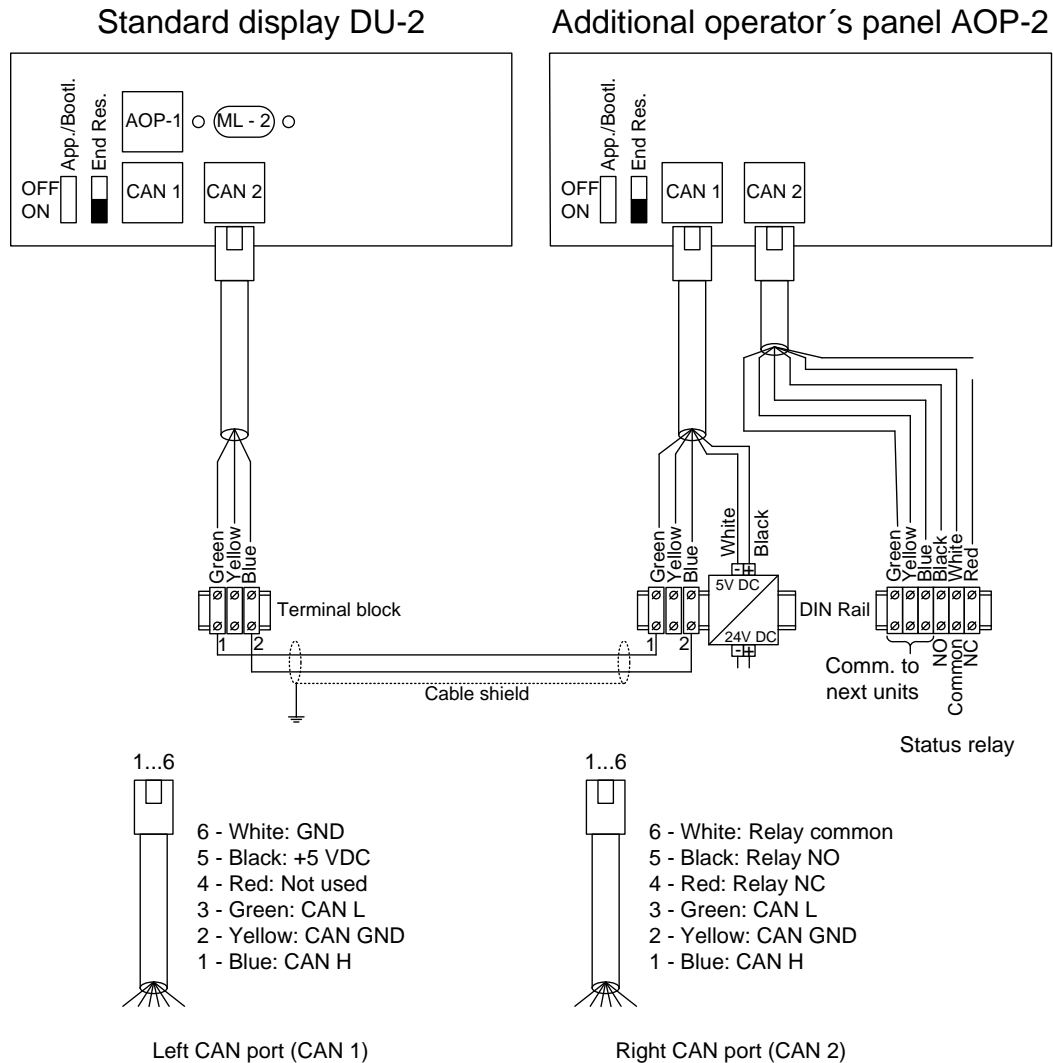 Standard display DU-2
Additional operator´s panel AOP-2
App./Bootl.
End Res.
AOP-1
ML - 2
OFF
ON
CAN 1
CAN 2
App./Bootl.
End Res.
OFF
ON
CAN 1
CAN 2
Green
Yellow
Blue
Terminal block
1
2
Green
Yellow
Blue
White
Black
- +
5V DC
24V DC
- +
1
2
DIN Rail
Green
Yellow
Blue
Black
White
Red
Comm. to
next units
NO
Common
NC
Status relay
Cable shield
1...6
6 - White: GND
5 - Black: +5 VDC
4 - Red: Not used
3 - Green: CAN L
2 - Yellow: CAN GND
1 - Blue: CAN H
Left CAN port (CAN 1)
1...6
6 - White: Relay common
5 - Black: Relay NO
4 - Red: Relay NC
3 - Green: CAN L
2 - Yellow: CAN GND
1 - Blue: CAN H
Right CAN port (CAN 2)